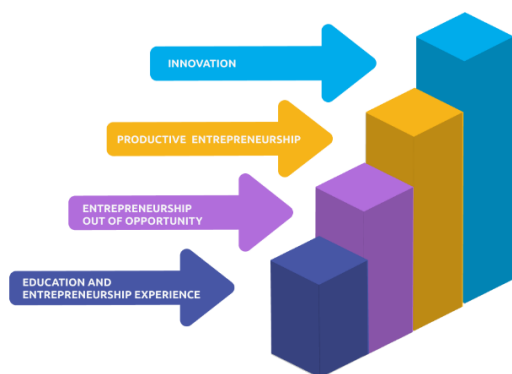 INNOVATION
PRODUCTIVE ENTREPRENEURSHIP
ENTREPRENEURSHIP
OUT OF OPPORTUNITY
EDUCATION AND
ENTREPRENEURSHIP EXPERIENCE